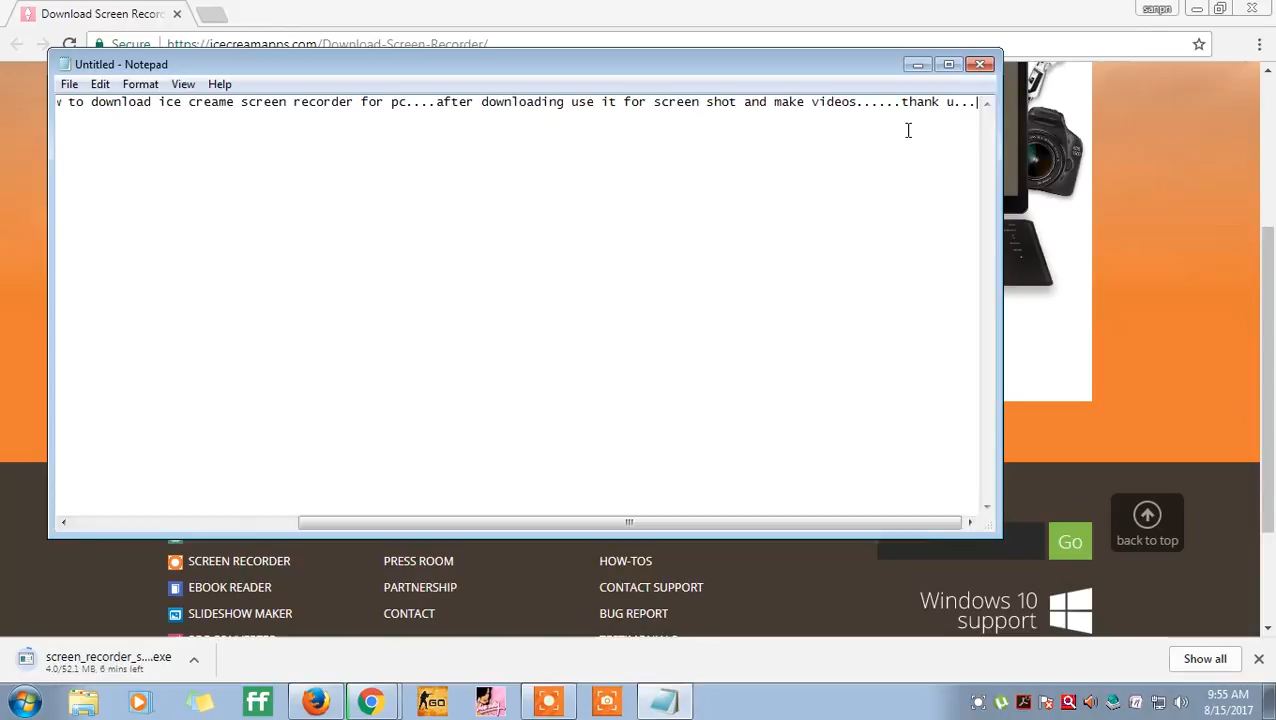 Download Screen Recor
sanpn
Secure
https://icecreamapps.com/Download-Screen-Recorder/
Untitled - Notepad
File Edit Format View Help
to download ice creame screen recorder for pc....after downloading use it for screen shot and make videos......thank u...
SCREEN RECORDER
PRESS ROOM
HOW-TOS
Go
back to top
EBOOK READER
PARTNERSHIP
CONTACT SUPPORT
SLIDESHOW MAKER
CONTACT
BUG REPORT
Windows 10
support
screen_recorder_s....exe
4.0/52.1 MB, 6 mins left
Show all
ff
GO
9:55 AM
8/15/2017